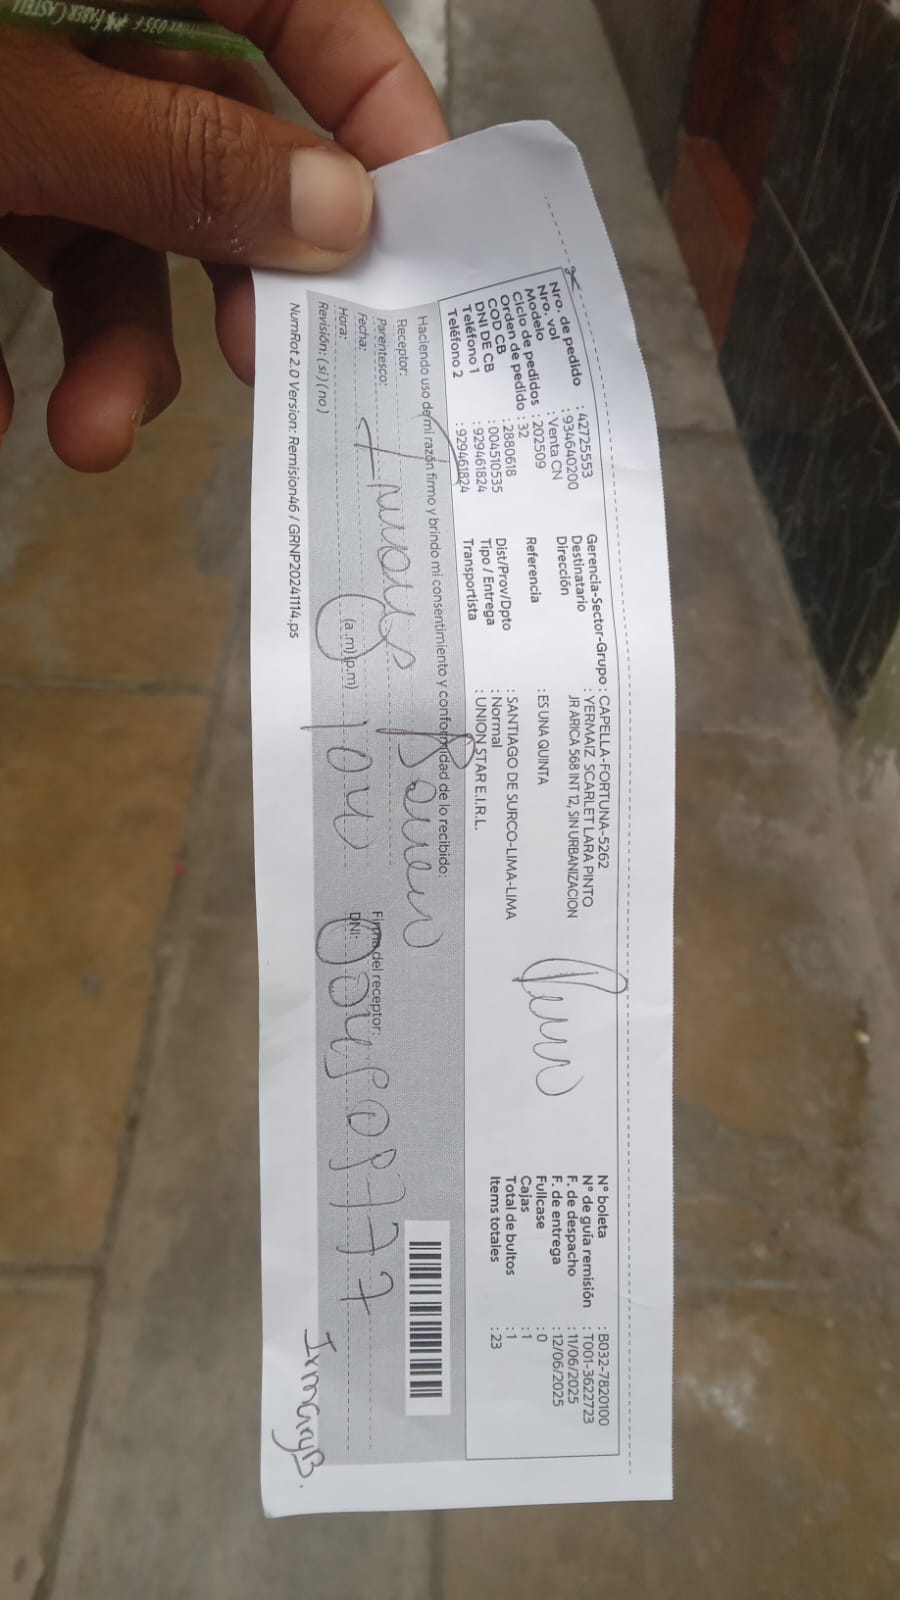 Nro. de pedido : 42725553
Nro. vol : 934640200
Modelo : Venta CN
Ciclo de pedidos : 202509
Orden de pedido : 32
COD CB : 2880618
DNI DE CB : 004510535
Teléfono 1 : 929461824
Teléfono 2 : 929461824
Gerencia-Sector-Grupo : CAPELLA-FORTUNA-5262
Destinatario : YERMAIZ SCARLET LARA PINTO
Dirección JR ARICA 568 INT 12, SIN URBANIZACION
Referencia : ES UNA QUINTA
Dist/Prov/Dpto : SANTIAGO DE SURCO-LIMA-LIMA
Tipo / Entrega : Normal
Transportista : UNION STAR E.I.R.L.
N° boleta : B032-7820100
N° de guía remisión : T001-3622723
F. de despacho : 11/06/2025
F. de entrega : 12/06/2025
Fullcase : 0
Cajas : 1
Total de bultos : 1
Items totales : 23
Haciendo uso de mi razón firmo y brindo mi consentimiento y conformidad de lo recibido:
Receptor:
Parentesco:
Fecha:
Hora: (a.m) (p.m)
Revisión: (si) (no)
Firma del receptor:
DNI:
IrmaryB.
NumRot 2.0 Version: Remision46 / GRNP20241114.ps
FABER CASTELL